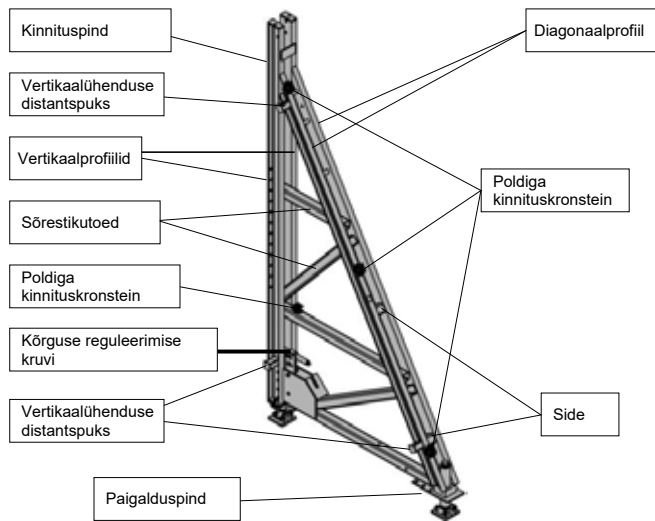 Kinnituspind
Diagonaalprofiil
Vertikaalühenduse
distantspuks
Vertikaalprofiilid
Poldiga
kinnituskronstein
Sõrestikutoed
Poldiga
kinnituskronstein
Kõrguse reguleerimise
kruvi
Vertikaalühenduse
distantspuks
Side
Paigalduspind